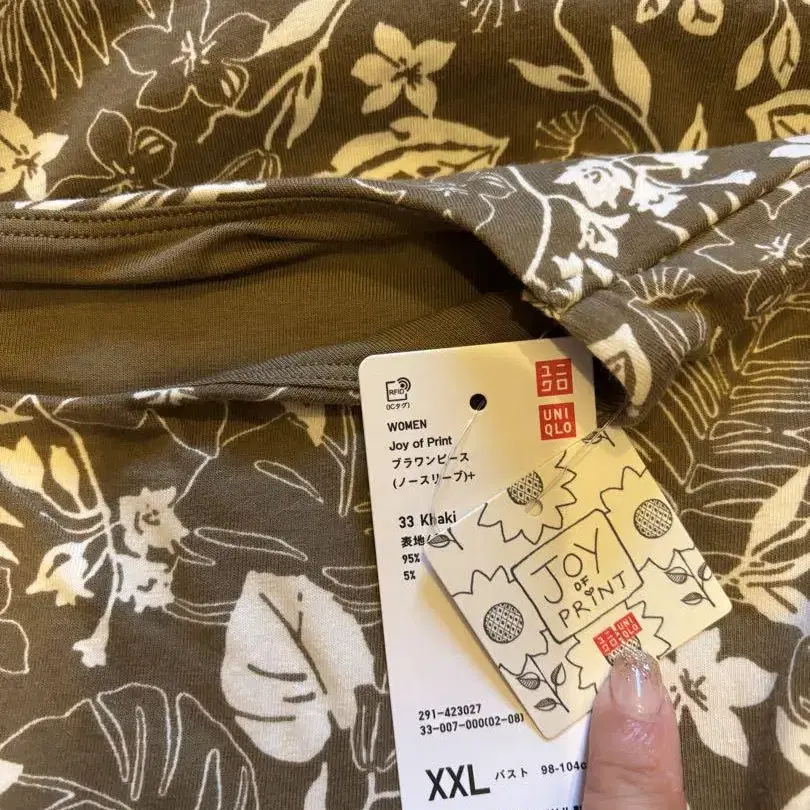 RFID
(ICタグ)
ユニ
クロ
UNI
QLO
WOMEN
Joy of Print
ブラワンピース
(ノースリーブ)+
33 Khaki
表地
95%
5%
JOY
OF
PRINT
ユニ
クロ
UNI
QLO
291-423027
33-007-000(02-08)
XXL バスト 98-104c